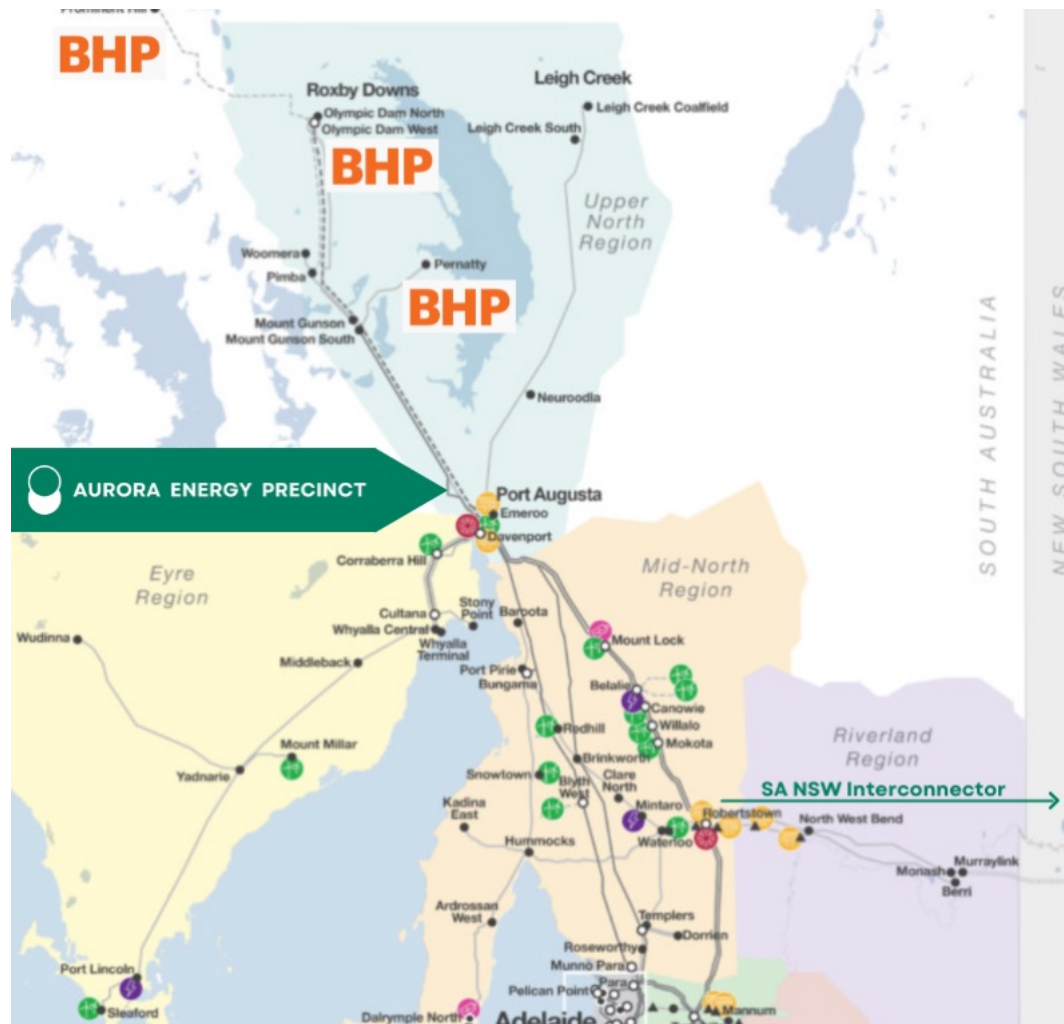 Prominent Hill
BHP
Roxby Downs
Olympic Dam North
Olympic Dam West
BHP
Leigh Creek
Leigh Creek Coalfield
Leigh Creek South
Upper
North
Region
Woomera
Pimba
Pernatty
BHP
Mount Gunson
Mount Gunson South
Neuroodla
SOUTH AUSTRALIA
NEW SOUTH WALES
AURORA ENERGY PRECINCT
Port Augusta
Emeroo
Davenport
Corraberra Hill
Eyre
Region
Mid-North
Region
Cultana
Stony
Point
Baroota
Whyalla Central
Whyalla
Terminal
Wudinna
Middleback
Mount Lock
Port Pirie
Bungama
Belalie
Canowie
Willalo
Mokota
Redhill
Brinkworth
Mount Millar
Yadnarie
Snowtown
Blyth
West
Clare
North
Mintaro
Waterloo
Riverland
Region
SA NSW Interconnector
Robertstown
North West Bend
Kadina
East
Hummocks
Monash
Murraylink
Berri
Ardrossan
West
Templers
Dorrien
Roseworthy
Munno Para
Para
Pelican Point
Port Lincoln
Sleaford
Dalrymple North
Adelaide
Mannum